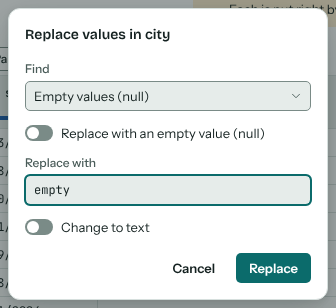 Replace values in city
Find
Empty values (null)
Replace with an empty value (null)
Replace with
empty
Change to text
Cancel
Replace